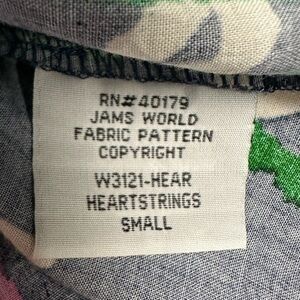 RN#40179
JAMS WORLD
FABRIC PATTERN
COPYRIGHT
W3121-HEAR
HEARTSTRINGS
SMALL